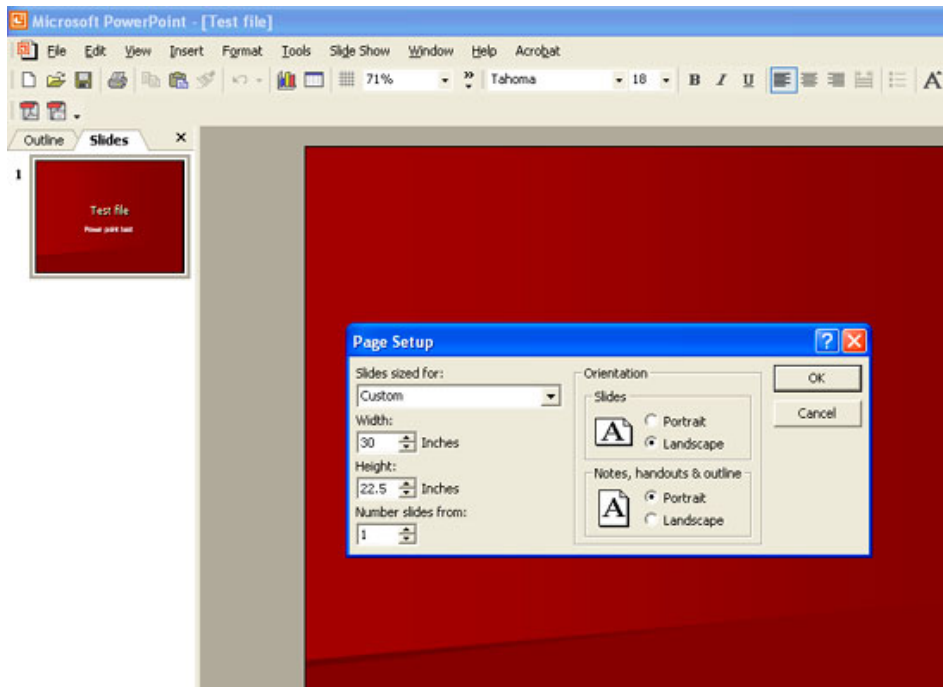 Microsoft PowerPoint - [Test file]
File Edit View Insert Format Tools Slide Show Window Help Acrobat
71% Tahoma 18 B I U A
Outline Slides
1
Test file
Power point test
Page Setup
Slides sized for:
Custom
Width:
30 Inches
Height:
22.5 Inches
Number slides from:
1
Orientation
Slides
A
Portrait
Landscape
Notes, handouts & outline
A
Portrait
Landscape
OK
Cancel